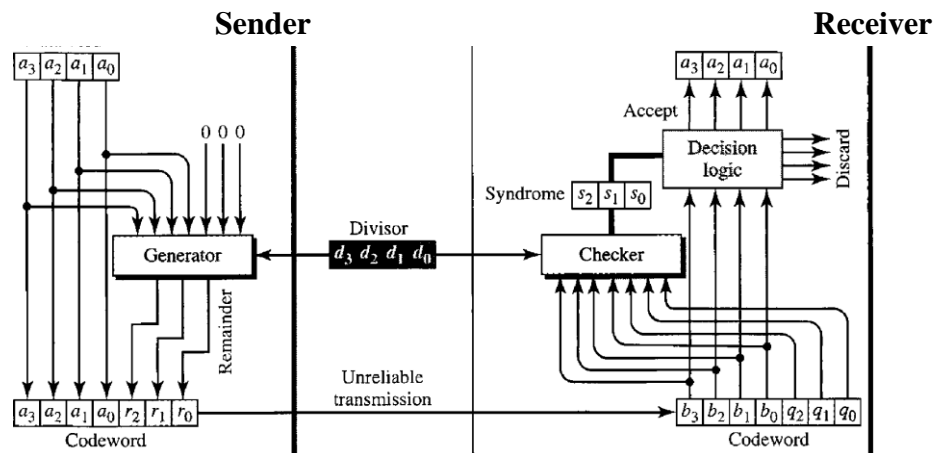 Sender
Receiver
a3 a2 a1 a0
a3 a2 a1 a0
Accept
0 0 0
Decision
logic
Discard
Syndrome
s2 s1 s0
Divisor
Generator
d3 d2 d1 d0
Checker
Remainder
Unreliable
transmission
a3 a2 a1 a0 r2 r1 r0
b3 b2 b1 b0 q2 q1 q0
Codeword
Codeword